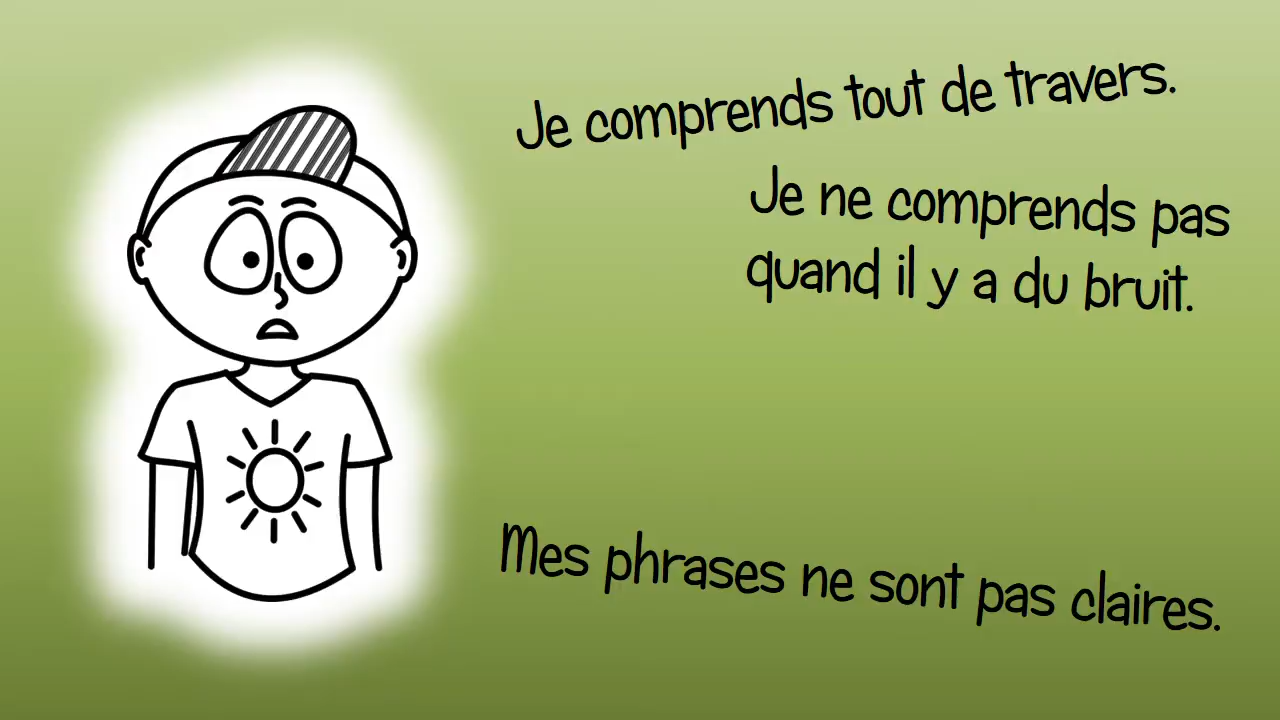 Je comprends tout de travers.
Je ne comprends pas
quand il y a du bruit.
Mes phrases ne sont pas claires.